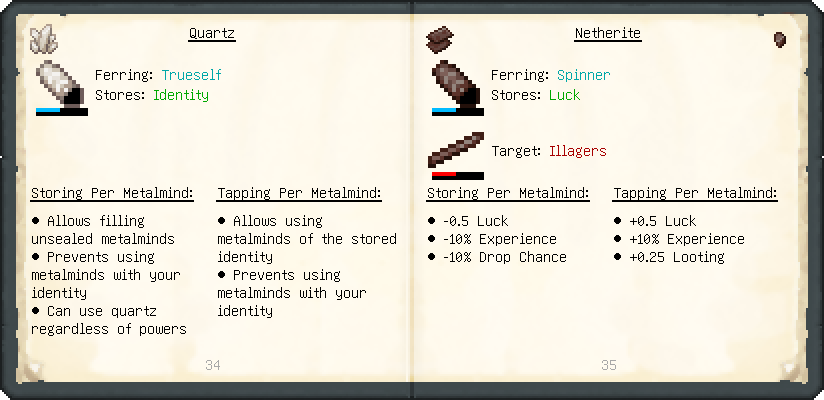 Quartz
Ferring: Trueself
Stores: Identity
Storing Per Metalmind:
● Allows filling
unsealed metalminds
● Prevents using
metalminds with your
identity
● Can use quartz
regardless of powers
Tapping Per Metalmind:
● Allows using
metalminds of the stored
identity
● Prevents using
metalminds with your
identity
34
Netherite
Ferring: Spinner
Stores: Luck
Target: Illagers
Storing Per Metalmind:
● -0.5 Luck
● -10% Experience
● -10% Drop Chance
Tapping Per Metalmind:
● +0.5 Luck
● +10% Experience
● +0.25 Looting
35